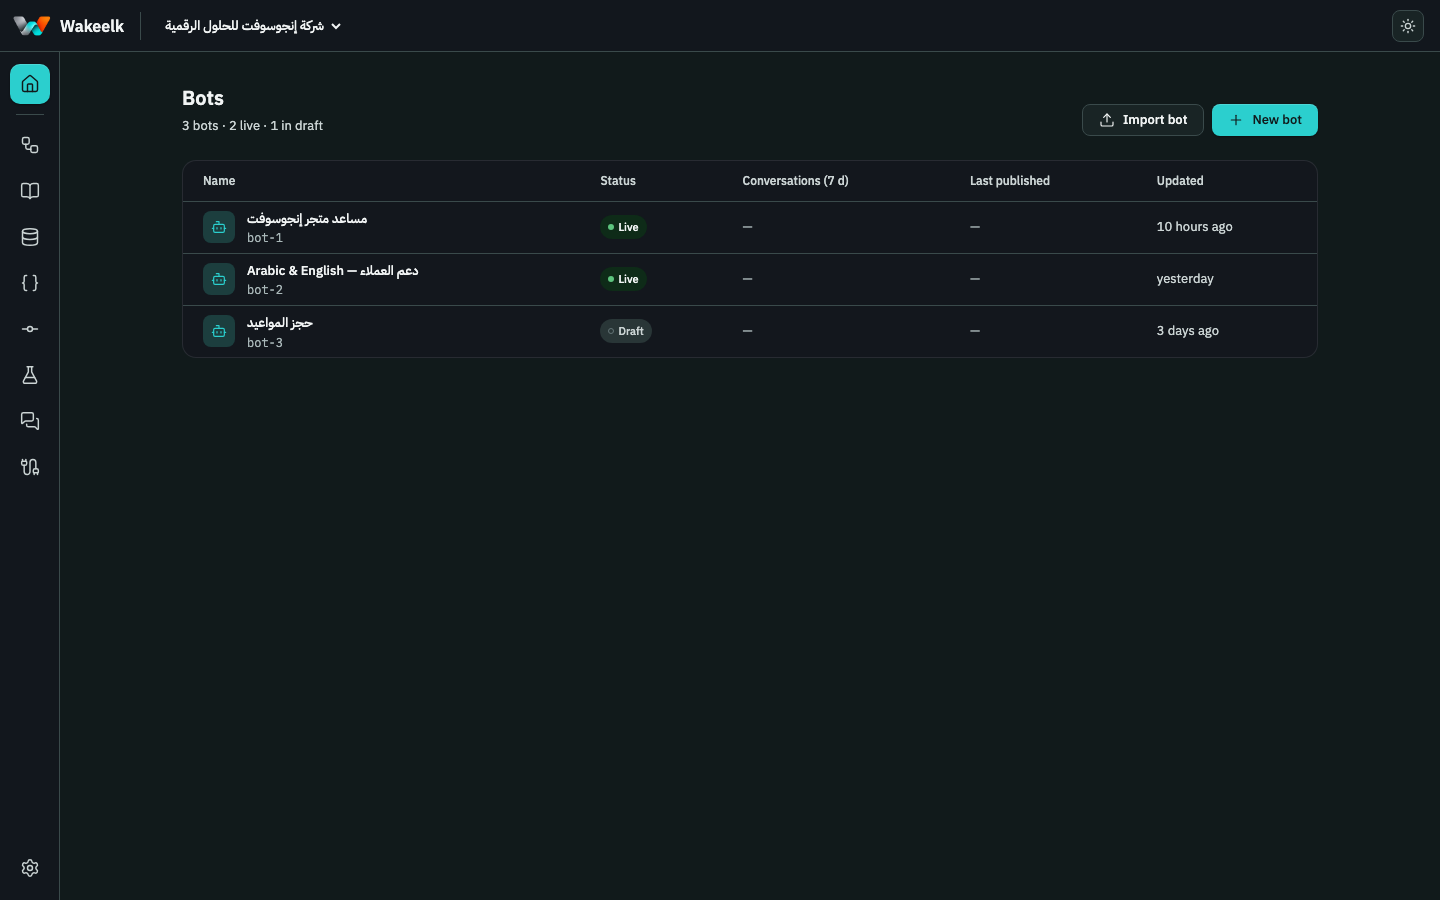 Wakeelk
شركة إنجوسوفت للحلول الرقمية
Bots
3 bots · 2 live · 1 in draft
Import bot
New bot
Name Status Conversations (7 d) Last published Updated
مساعد متجر إنجوسوفت
bot-1
Live — — 10 hours ago
Arabic & English — دعم العملاء
bot-2
Live — — yesterday
حجز المواعيد
bot-3
Draft — — 3 days ago